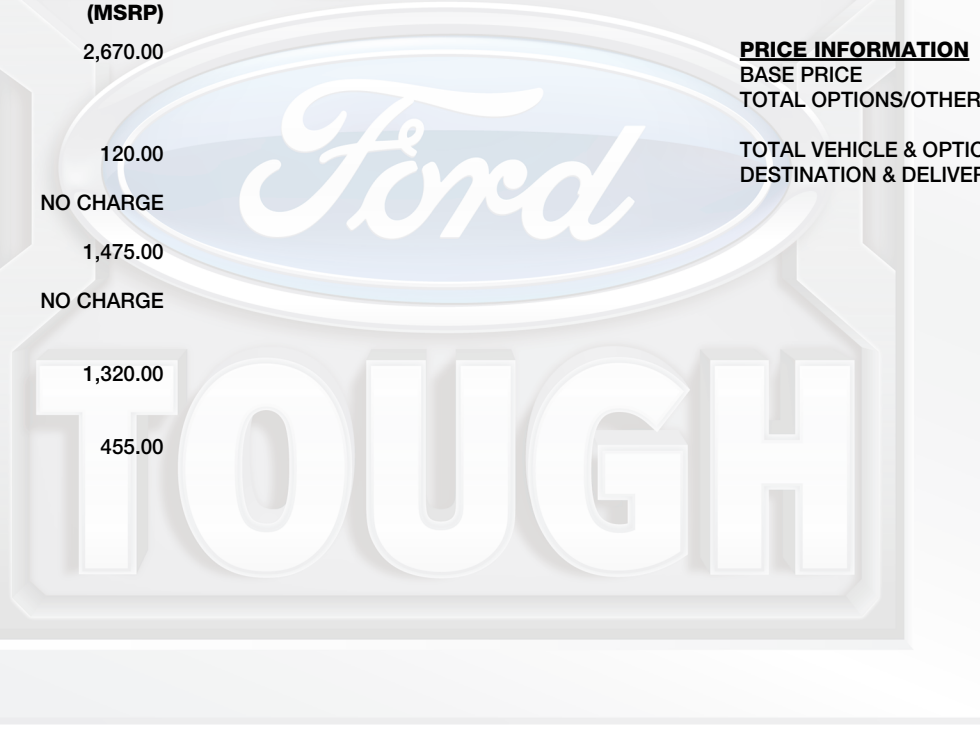 (MSRP)
2,670.00
120.00
NO CHARGE
1,475.00
NO CHARGE
1,320.00
455.00
PRICE INFORMATION
BASE PRICE
TOTAL OPTIONS/OTHER
TOTAL VEHICLE & OPTIO
DESTINATION & DELIVER
Ford
TOUGH